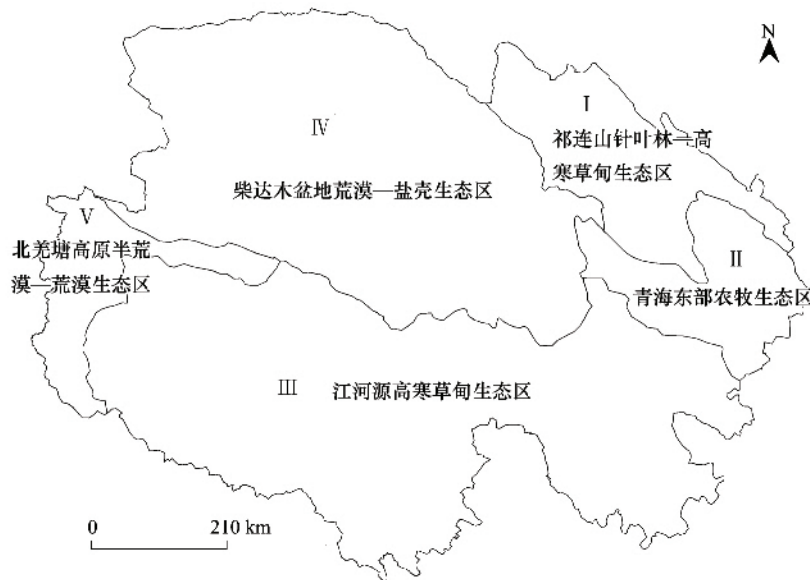 N
I
祁连山针叶林—高
寒草甸生态区
IV
柴达木盆地荒漠—盐壳生态区
V
北羌塘高原半荒
漠—荒漠生态区
II
青海东部农牧生态区
III 江河源高寒草甸生态区
0 210 km